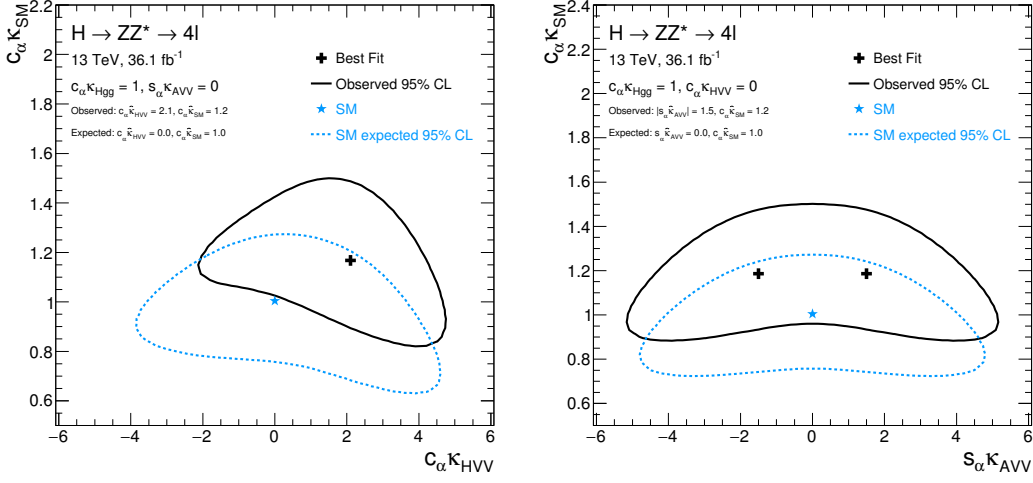 c_α κ_SM
2.2
2
1.8
1.6
1.4
1.2
1
0.8
0.6
H → ZZ* → 4l
13 TeV, 36.1 fb⁻¹
c_α κ_Hgg = 1, s_α κ_AVV = 0
Observed: c_α κ̂_HVV = 2.1, c_α κ̂_SM = 1.2
Expected: c_α κ̂_HVV = 0.0, c_α κ̂_SM = 1.0
Best Fit
Observed 95% CL
SM
SM expected 95% CL
−6 −4 −2 0 2 4 6
c_α κ_HVV
c_α κ_SM
2.4
2.2
2
1.8
1.6
1.4
1.2
1
0.8
0.6
H → ZZ* → 4l
13 TeV, 36.1 fb⁻¹
c_α κ_Hgg = 1, c_α κ_HVV = 0
Observed: |s_α κ̂_AVV| = 1.5, c_α κ̂_SM = 1.2
Expected: s_α κ̂_AVV = 0.0, c_α κ̂_SM = 1.0
Best Fit
Observed 95% CL
SM
SM expected 95% CL
−6 −4 −2 0 2 4 6
s_α κ_AVV